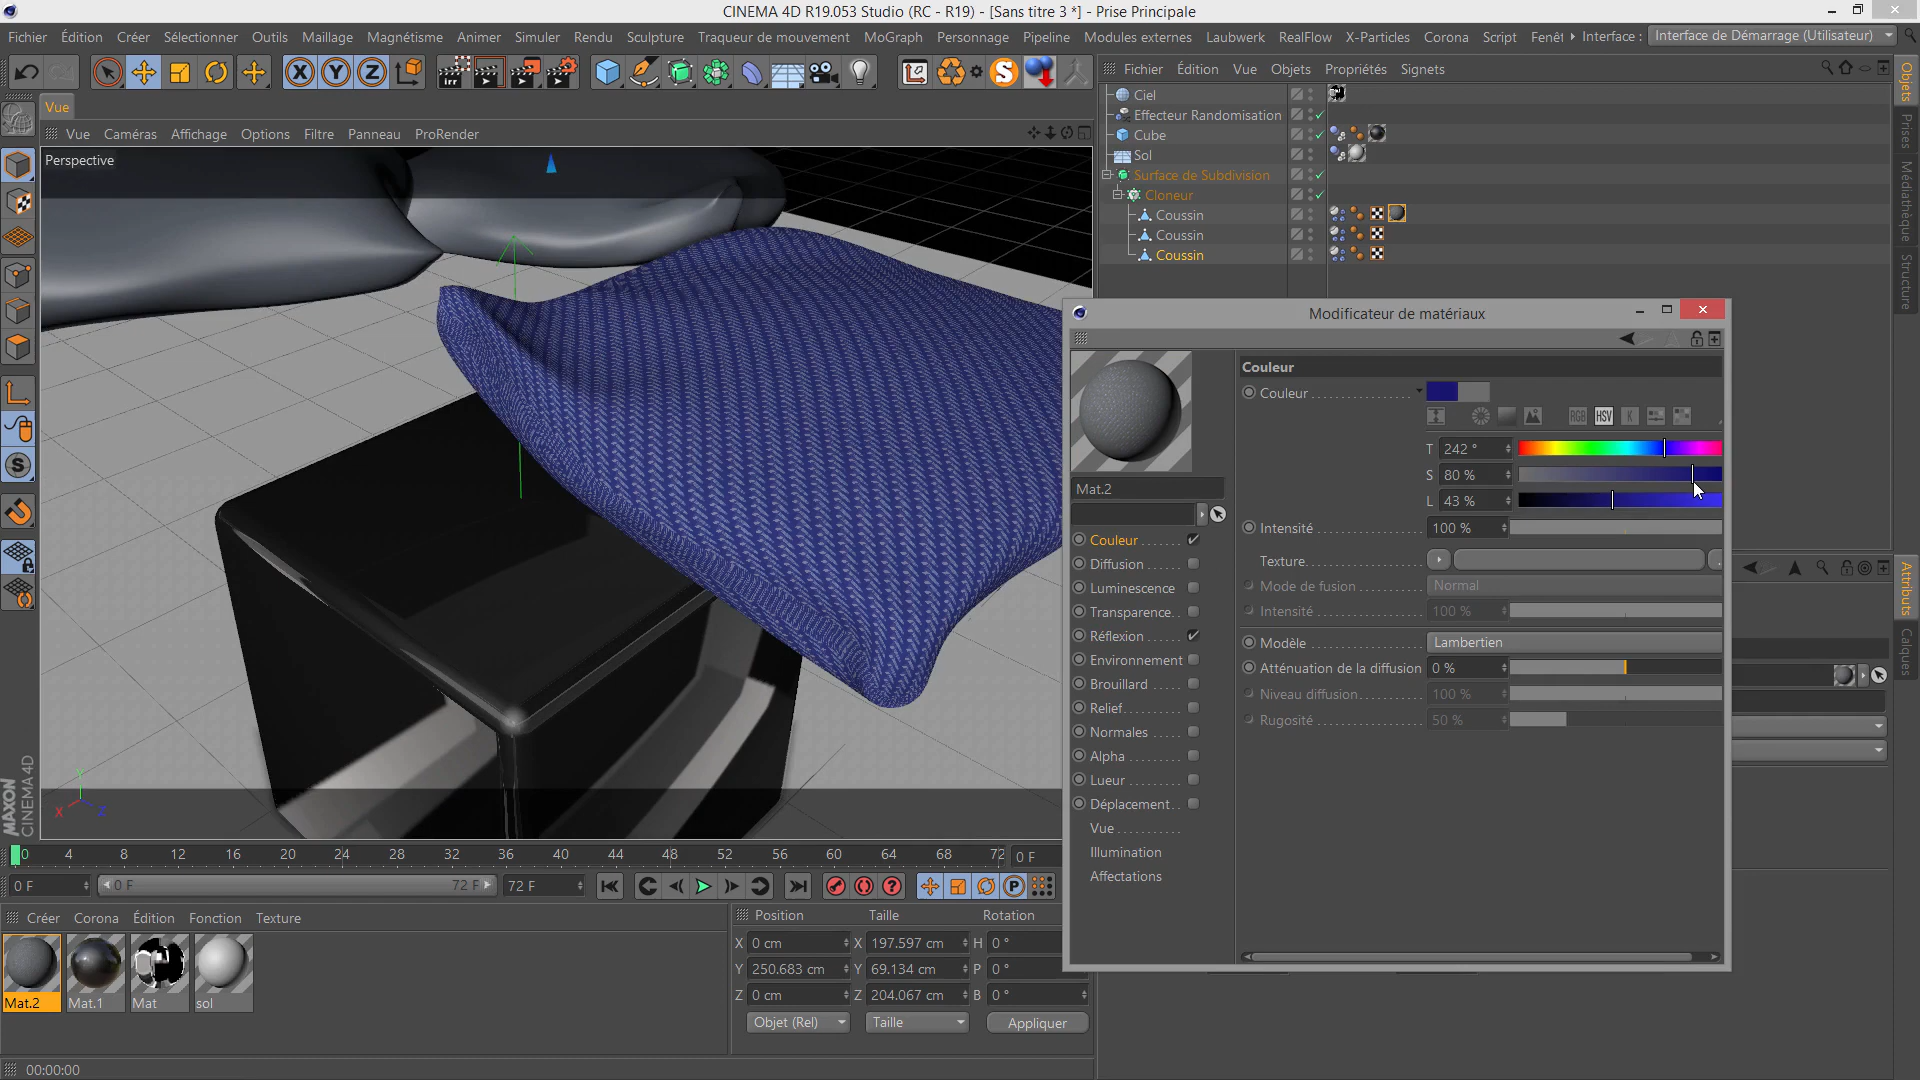 CINEMA 4D R19.053 Studio (RC - R19) - [Sans titre 3 *] - Prise Principale
Fichier Édition Créer Sélectionner Outils Maillage Magnétisme Animer Simuler Rendu Sculpture Traqueur de mouvement MoGraph Personnage Pipeline Modules externes Laubwerk RealFlow X-Particles Corona Script Fenêt Interface : Interface de Démarrage (Utilisateur)
Fichier Édition Vue Objets Propriétés Signets
Vue
Vue Caméras Affichage Options Filtre Panneau ProRender
Perspective
Ciel
Effecteur Randomisation
Cube
Sol
Surface de Subdivision
Cloneur
Coussin
Coussin
Coussin
Objets
Prises
Médiathèque
Structure
Attributs
Calques
Modificateur de matériaux
Mat.2
Couleur
Diffusion
Luminescence
Transparence
Réflexion
Environnement
Brouillard
Relief
Normales
Alpha
Lueur
Déplacement
Vue
Illumination
Affectations
Couleur
Couleur
RGB HSV K
T 242 °
S 80 %
L 43 %
Intensité 100 %
Texture
Mode de fusion Normal
Intensité 100 %
Modèle Lambertien
Atténuation de la diffusion 0 %
Niveau diffusion 100 %
Rugosité 50 %
Y
X Z
MAXON
CINEMA 4D
0 4 8 12 16 20 24 28 32 36 40 44 48 52 56 60 64 68 72 0 F
0 F 0 F 72 F 72 F
Créer Corona Édition Fonction Texture
Mat.2 Mat.1 Mat sol
Position Taille Rotation
X 0 cm X 197.597 cm H 0 °
Y 250.683 cm Y 69.134 cm P 0 °
Z 0 cm Z 204.067 cm B 0 °
Objet (Rel) Taille Appliquer
00:00:00